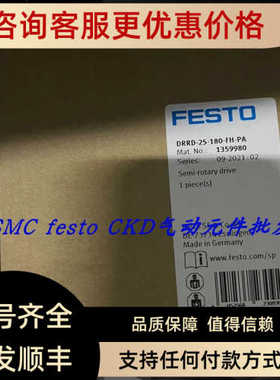 咨询客服更优惠价格
FESTO
DRRD-25-180-FH-PA
Mat. No.: 1359980
Series: 09-2021-02
Semi-rotary drive
1 piece(s)
Made in Germany
www.festo.com/sp
SMC festo CKD气动元件批
号齐全
品质保障 值得信赖
发顺丰
支持任何付款方式